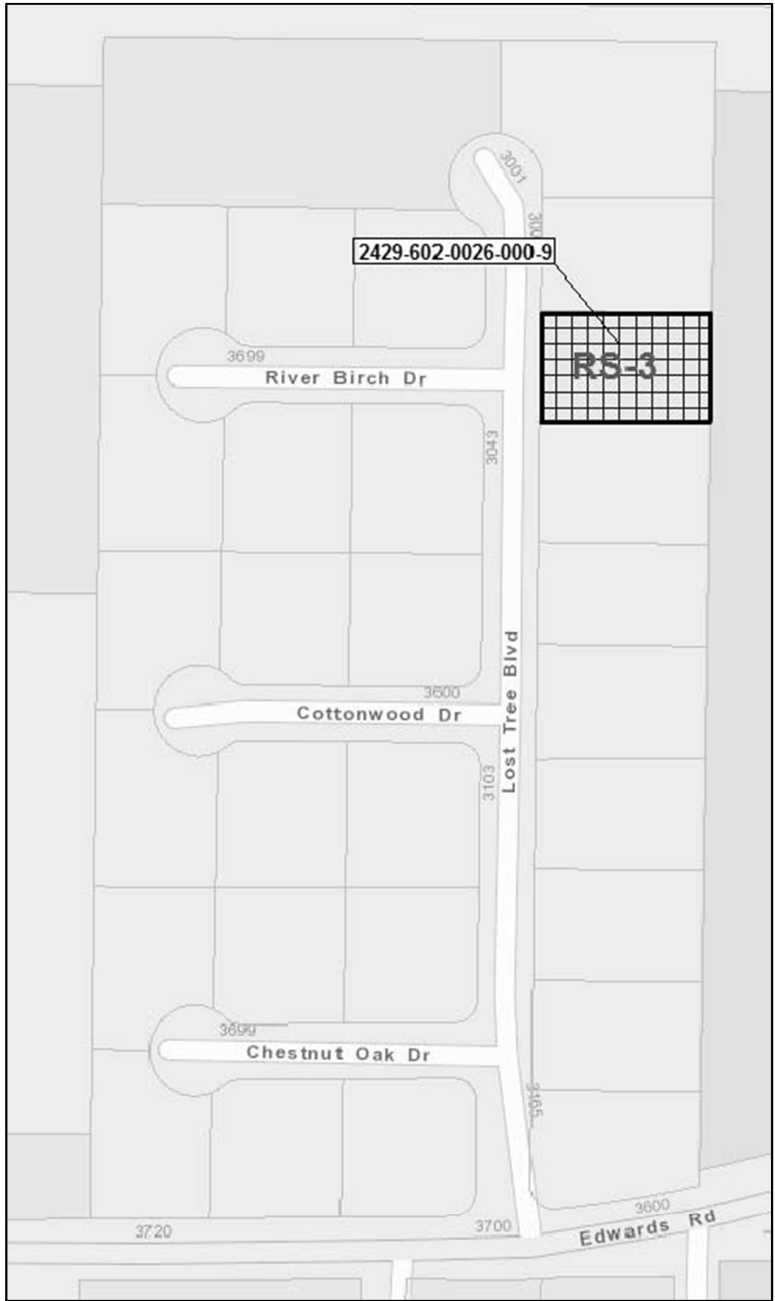 3001
300
2429-602-0026-000-9
RS-3
3699
River Birch Dr
3043
Lost Tree Blvd
3600
Cottonwood Dr
3103
3699
Chestnut Oak Dr
3165
3600
3720
3700
Edwards Rd